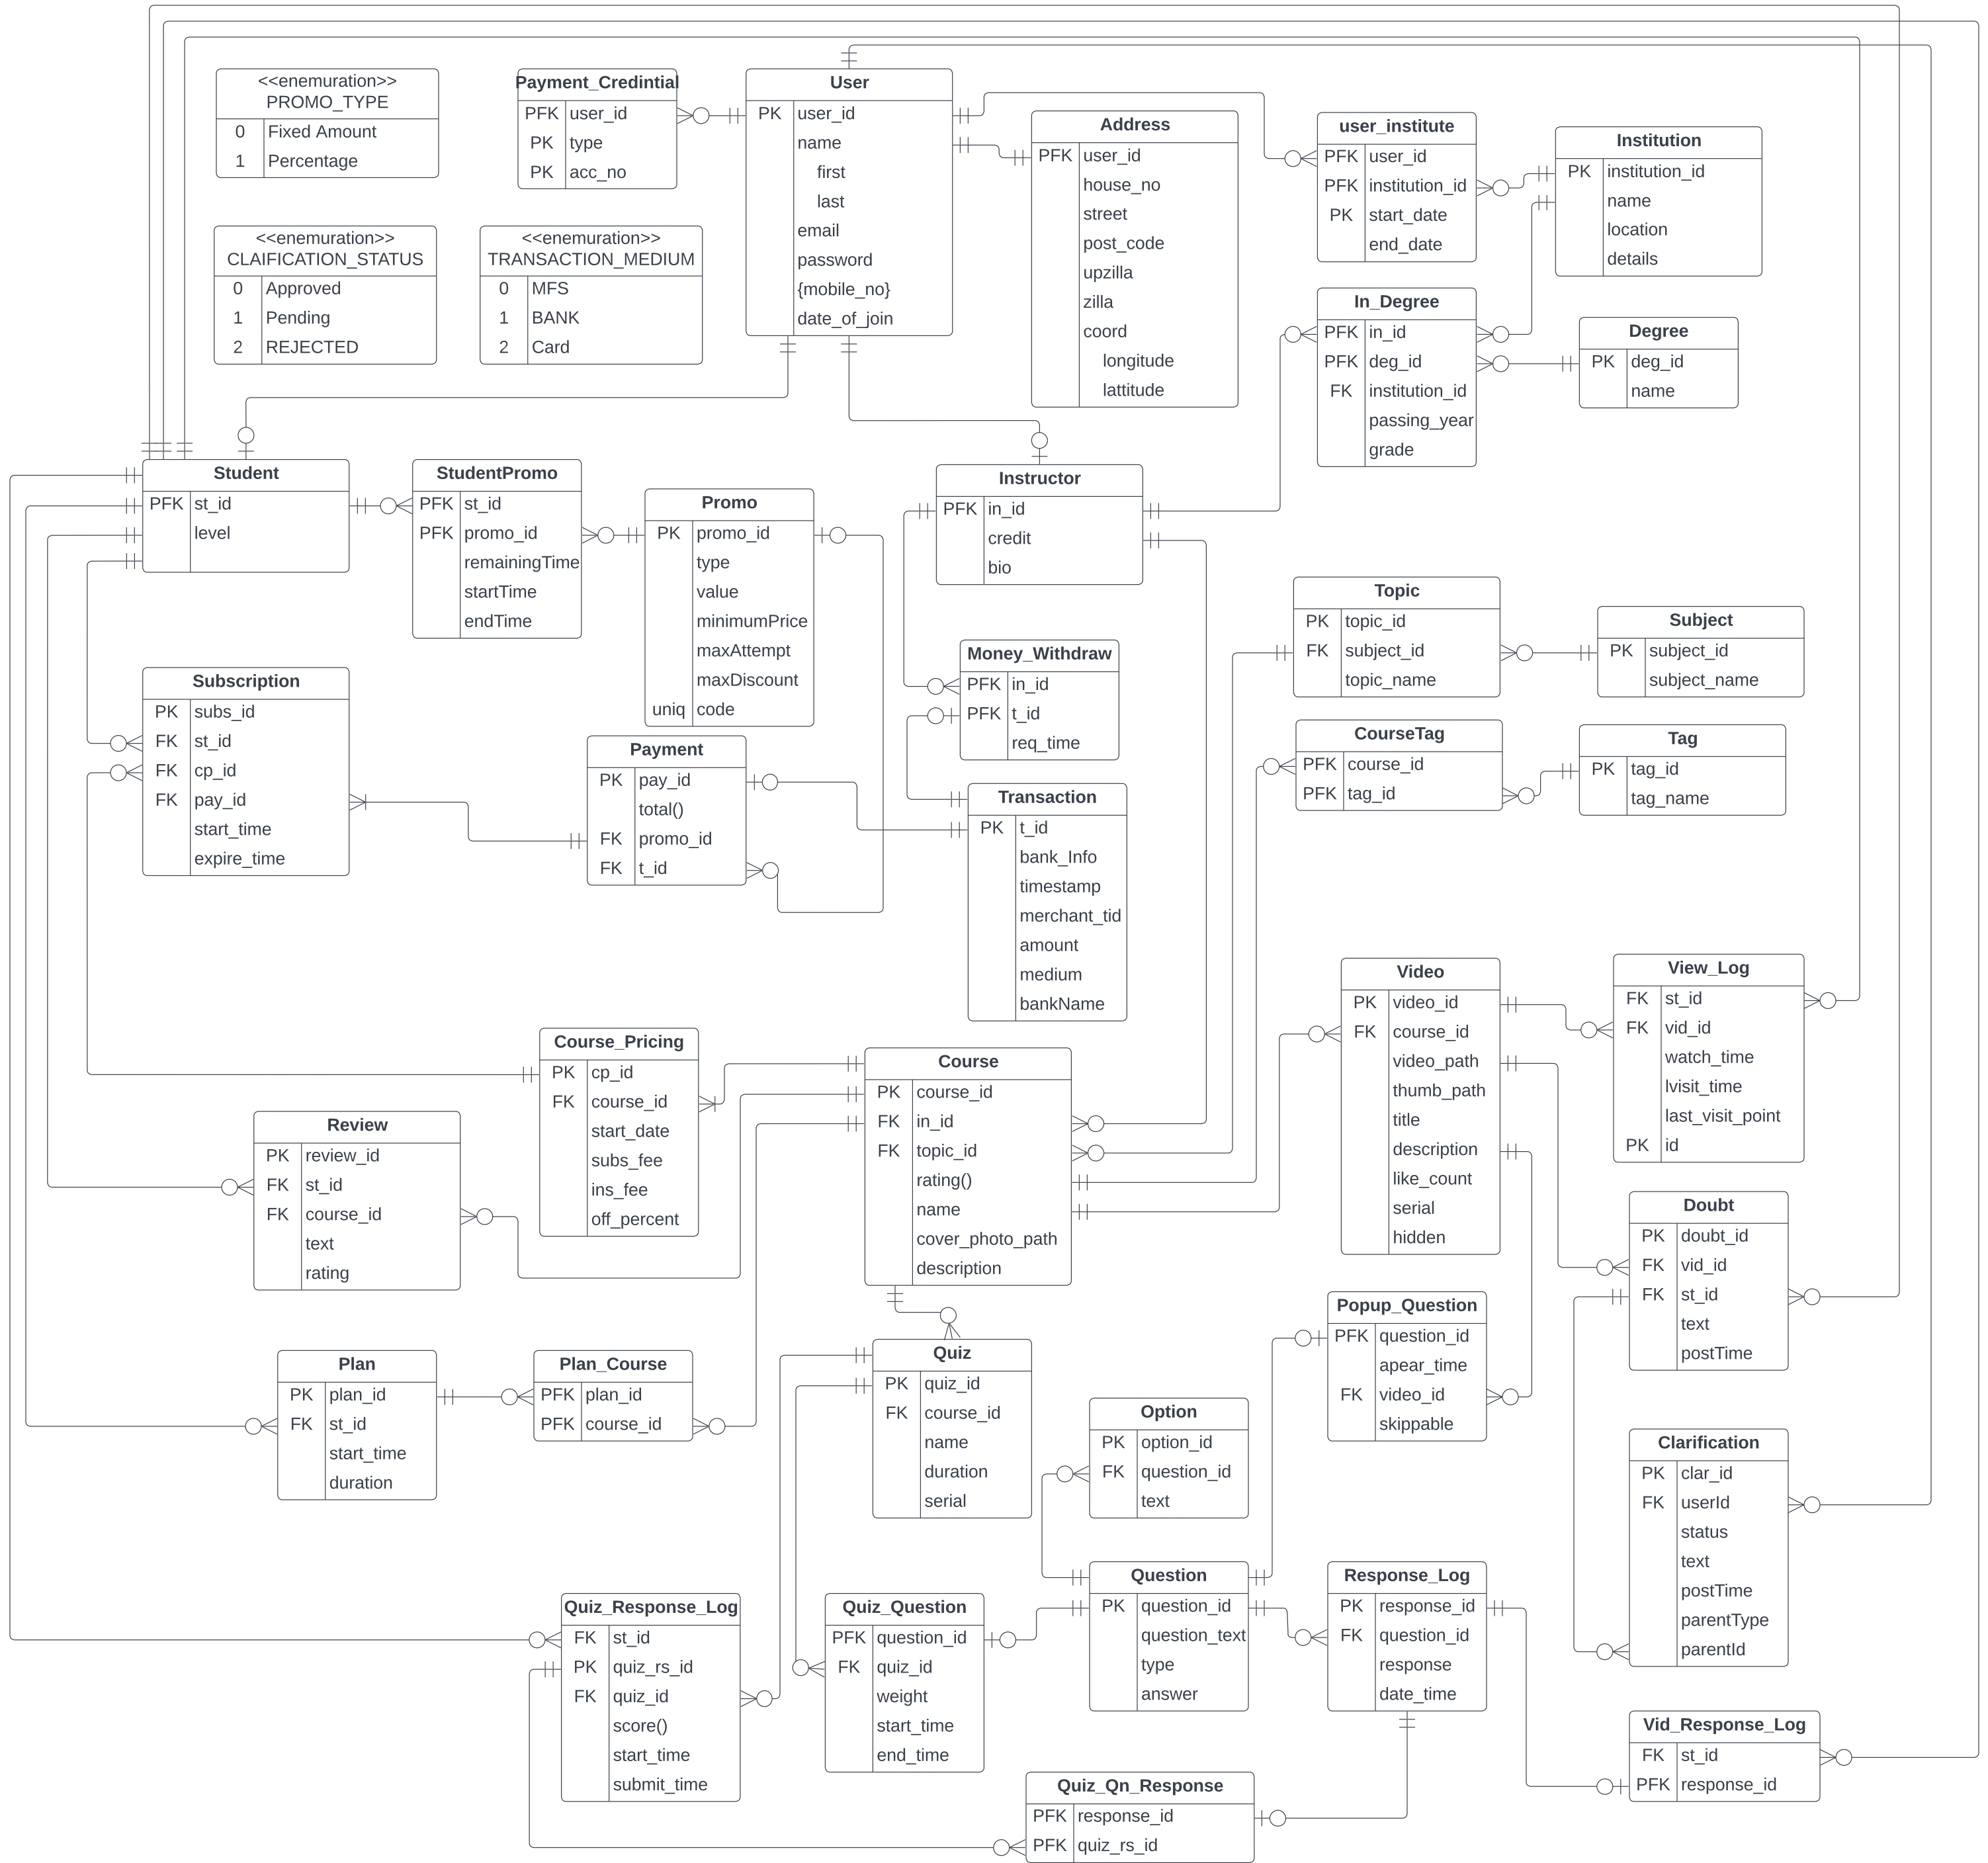 <<enemuration>>
PROMO_TYPE
0 Fixed Amount
1 Percentage
Payment_Credintial
PFK user_id
PK type
PK acc_no
User
PK user_id
name
first
last
email
password
{mobile_no}
date_of_join
Address
PFK user_id
house_no
street
post_code
upzilla
zilla
coord
longitude
lattitude
user_institute
PFK user_id
PFK institution_id
PK start_date
end_date
Institution
PK institution_id
name
location
details
<<enemuration>>
CLAIFICATION_STATUS
0 Approved
1 Pending
2 REJECTED
<<enemuration>>
TRANSACTION_MEDIUM
0 MFS
1 BANK
2 Card
In_Degree
PFK in_id
PFK deg_id
FK institution_id
passing_year
grade
Degree
PK deg_id
name
Student
PFK st_id
level
StudentPromo
PFK st_id
PFK promo_id
remainingTime
startTime
endTime
Promo
PK promo_id
type
value
minimumPrice
maxAttempt
maxDiscount
uniq code
Instructor
PFK in_id
credit
bio
Topic
PK topic_id
FK subject_id
topic_name
Subject
PK subject_id
subject_name
Subscription
PK subs_id
FK st_id
FK cp_id
FK pay_id
start_time
expire_time
Payment
PK pay_id
total()
FK promo_id
FK t_id
Money_Withdraw
PFK in_id
PFK t_id
req_time
CourseTag
PFK course_id
PFK tag_id
Tag
PK tag_id
tag_name
Transaction
PK t_id
bank_Info
timestamp
merchant_tid
amount
medium
bankName
Video
PK video_id
FK course_id
video_path
thumb_path
title
description
like_count
serial
hidden
View_Log
FK st_id
FK vid_id
watch_time
lvisit_time
last_visit_point
PK id
Course_Pricing
PK cp_id
FK course_id
start_date
subs_fee
ins_fee
off_percent
Course
PK course_id
FK in_id
FK topic_id
rating()
name
cover_photo_path
description
Review
PK review_id
FK st_id
FK course_id
text
rating
Doubt
PK doubt_id
FK vid_id
FK st_id
text
postTime
Popup_Question
PFK question_id
apear_time
FK video_id
skippable
Plan
PK plan_id
FK st_id
start_time
duration
Plan_Course
PFK plan_id
PFK course_id
Quiz
PK quiz_id
FK course_id
name
duration
serial
Option
PK option_id
FK question_id
text
Clarification
PK clar_id
FK userId
status
text
postTime
parentType
parentId
Quiz_Response_Log
FK st_id
PK quiz_rs_id
FK quiz_id
score()
start_time
submit_time
Quiz_Question
PFK question_id
FK quiz_id
weight
start_time
end_time
Question
PK question_id
question_text
type
answer
Response_Log
PK response_id
FK question_id
response
date_time
Vid_Response_Log
FK st_id
PFK response_id
Quiz_Qn_Response
PFK response_id
PFK quiz_rs_id